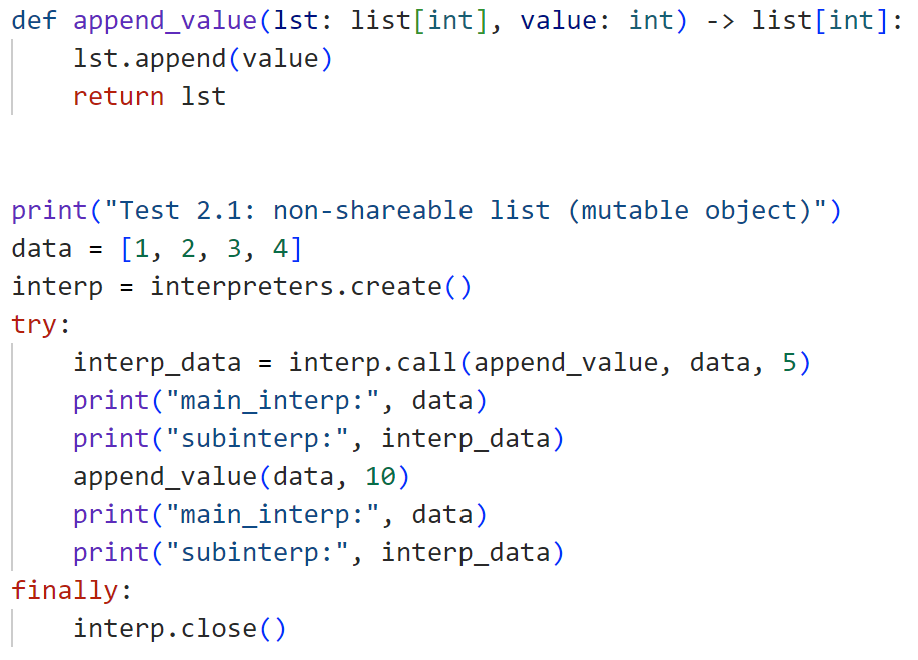 def append_value(lst: list[int], value: int) -> list[int]:
    lst.append(value)
    return lst
print("Test 2.1: non-shareable list (mutable object)")
data = [1, 2, 3, 4]
interp = interpreters.create()
try:
    interp_data = interp.call(append_value, data, 5)
    print("main_interp:", data)
    print("subinterp:", interp_data)
    append_value(data, 10)
    print("main_interp:", data)
    print("subinterp:", interp_data)
finally:
    interp.close()